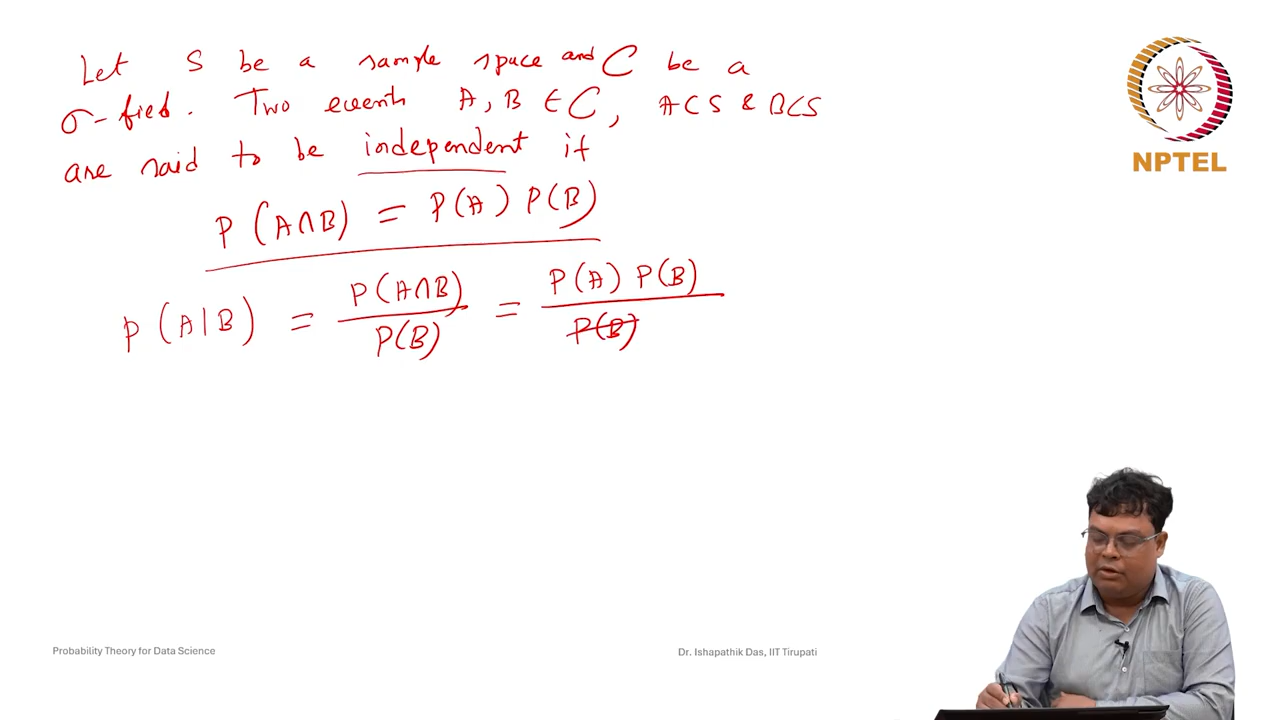 Let S be a sample space and C be a
σ-field. Two events A, B ∈ C, A⊂S & B⊂S
are said to be independent if
P(A∩B) = P(A) P(B)
P(A|B) = P(A∩B)/P(B) = P(A) P(B)/P(B)
NPTEL
Probability Theory for Data Science
Dr. Ishapathik Das, IIT Tirupati